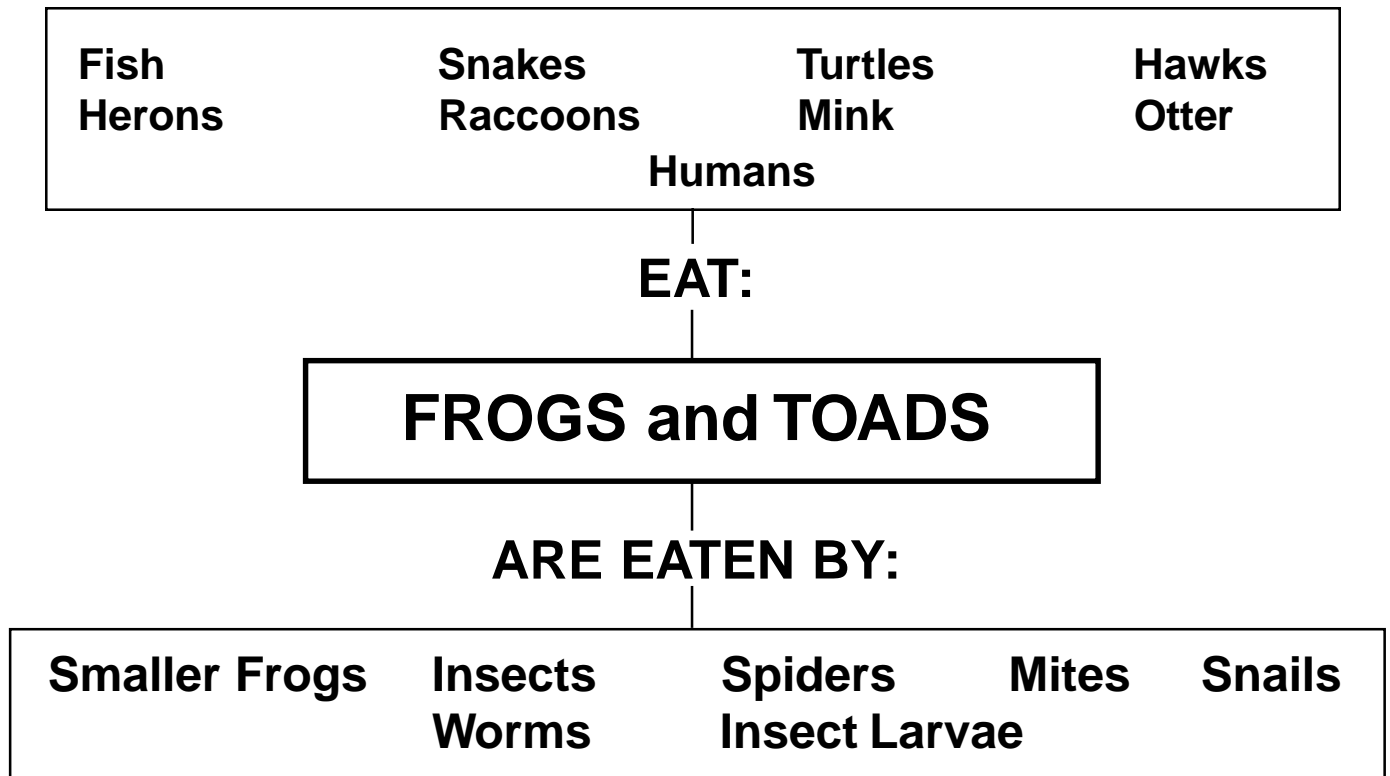 Fish Snakes Turtles Hawks
Herons Raccoons Mink Otter
Humans
EAT:
FROGS and TOADS
ARE EATEN BY:
Smaller Frogs Insects Spiders Mites Snails
Worms Insect Larvae